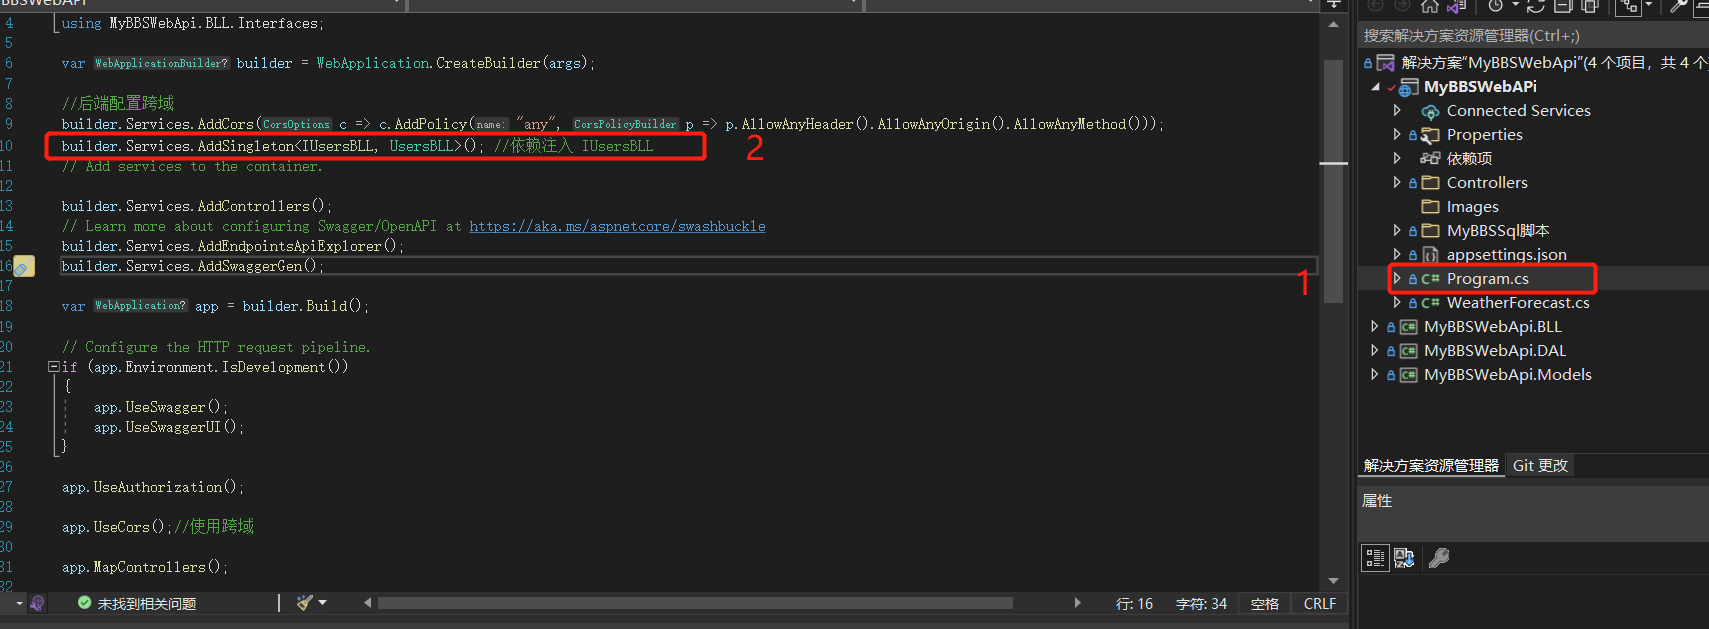 4 using MyBBSWebApi.BLL.Interfaces;
5
6 var WebApplicationBuilder? builder = WebApplication.CreateBuilder(args);
7
8 //后端配置跨域
9 builder.Services.AddCors(CorsOptions c => c.AddPolicy(name: "any", CorsPolicyBuilder p => p.AllowAnyHeader().AllowAnyOrigin().AllowAnyMethod()));
10 builder.Services.AddSingleton<IUsersBLL, UsersBLL>(); //依赖注入 IUsersBLL
2
11 // Add services to the container.
12
13 builder.Services.AddControllers();
14 // Learn more about configuring Swagger/OpenAPI at https://aka.ms/aspnetcore/swashbuckle
15 builder.Services.AddEndpointsApiExplorer();
16 builder.Services.AddSwaggerGen();
1
17
18 var WebApplication? app = builder.Build();
19
20 // Configure the HTTP request pipeline.
21 if (app.Environment.IsDevelopment())
22 {
23 app.UseSwagger();
24 app.UseSwaggerUI();
25 }
26
27 app.UseAuthorization();
28
29 app.UseCors();//使用跨域
30
31 app.MapControllers();
32
未找到相关问题
行: 16 字符: 34 空格 CRLF
搜索解决方案资源管理器(Ctrl+;)
解决方案"MyBBSWebApi"(4 个项目，共 4 个
MyBBSWebAPi
Connected Services
Properties
依赖项
Controllers
Images
MyBBSSql脚本
appsettings.json
C# Program.cs
C# WeatherForecast.cs
C# MyBBSWebApi.BLL
C# MyBBSWebApi.DAL
C# MyBBSWebApi.Models
解决方案资源管理器 Git 更改
属性